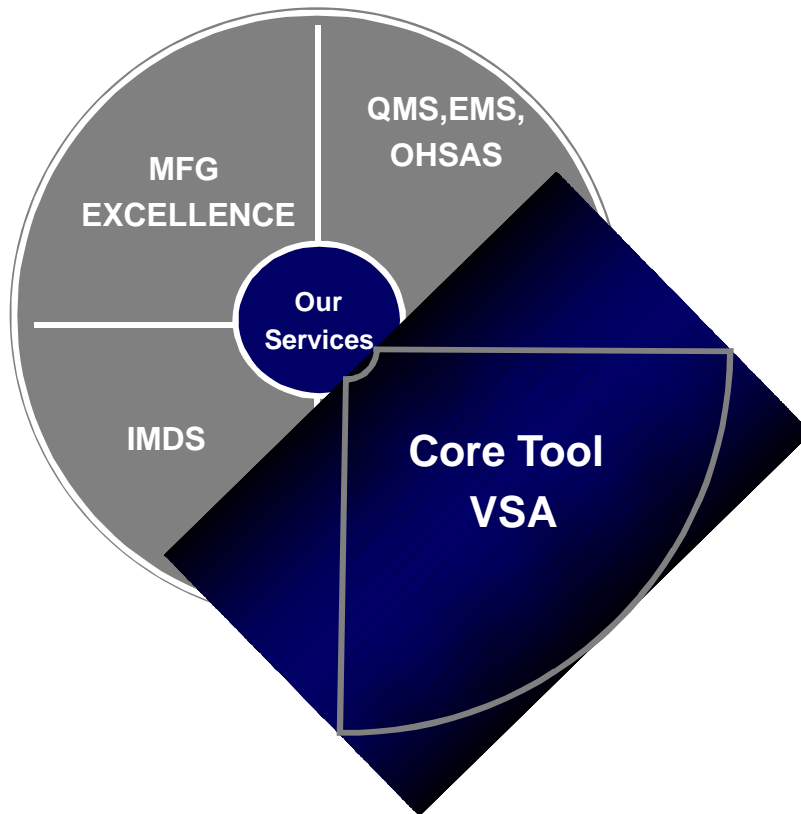 QMS,EMS,
OHSAS
MFG
EXCELLENCE
Our
Services
IMDS
Core Tool
VSA